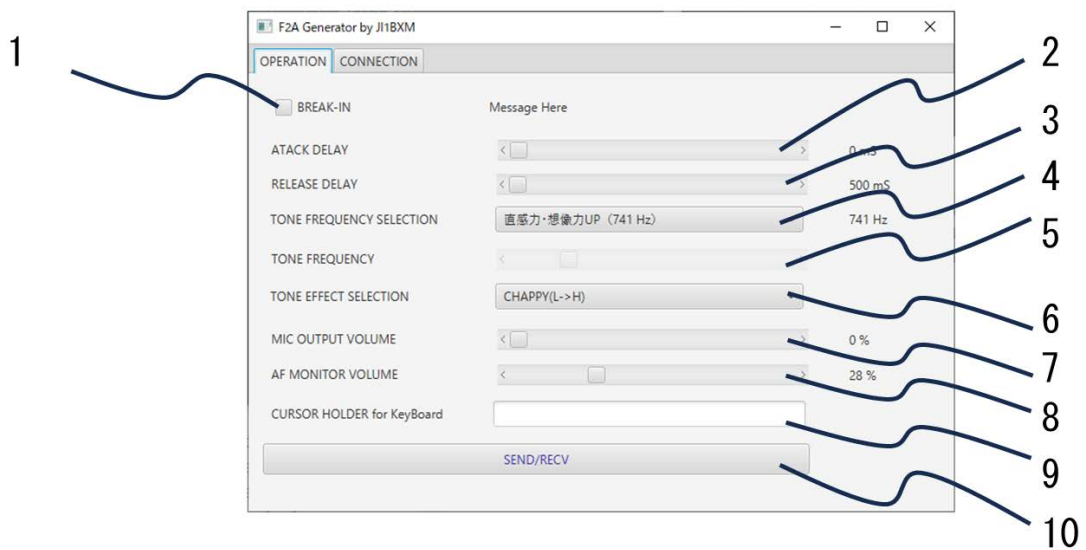 F2A Generator by JI1BXM
OPERATION CONNECTION
1
BREAK-IN Message Here
2
ATACK DELAY 0 mS
3
RELEASE DELAY 500 mS
4
TONE FREQUENCY SELECTION 直感力・想像力UP（741 Hz） 741 Hz
5
TONE FREQUENCY
TONE EFFECT SELECTION CHAPPY(L->H)
6
MIC OUTPUT VOLUME 0 %
7
AF MONITOR VOLUME 28 %
8
CURSOR HOLDER for KeyBoard
9
SEND/RECV
10